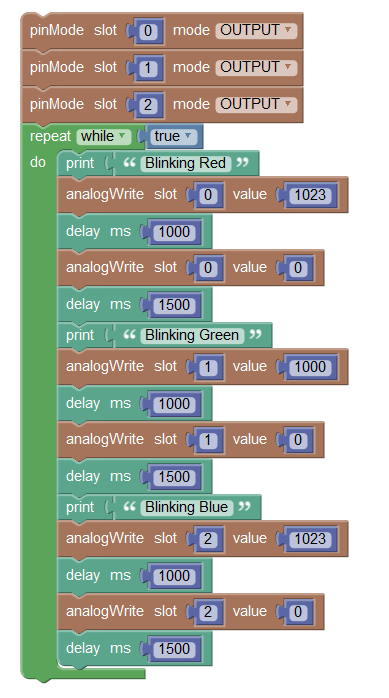 pinMode slot 0 mode OUTPUT
pinMode slot 1 mode OUTPUT
pinMode slot 2 mode OUTPUT
repeat while true
do print “ Blinking Red ”
analogWrite slot 0 value 1023
delay ms 1000
analogWrite slot 0 value 0
delay ms 1500
print “ Blinking Green ”
analogWrite slot 1 value 1000
delay ms 1000
analogWrite slot 1 value 0
delay ms 1500
print “ Blinking Blue ”
analogWrite slot 2 value 1023
delay ms 1000
analogWrite slot 2 value 0
delay ms 1500